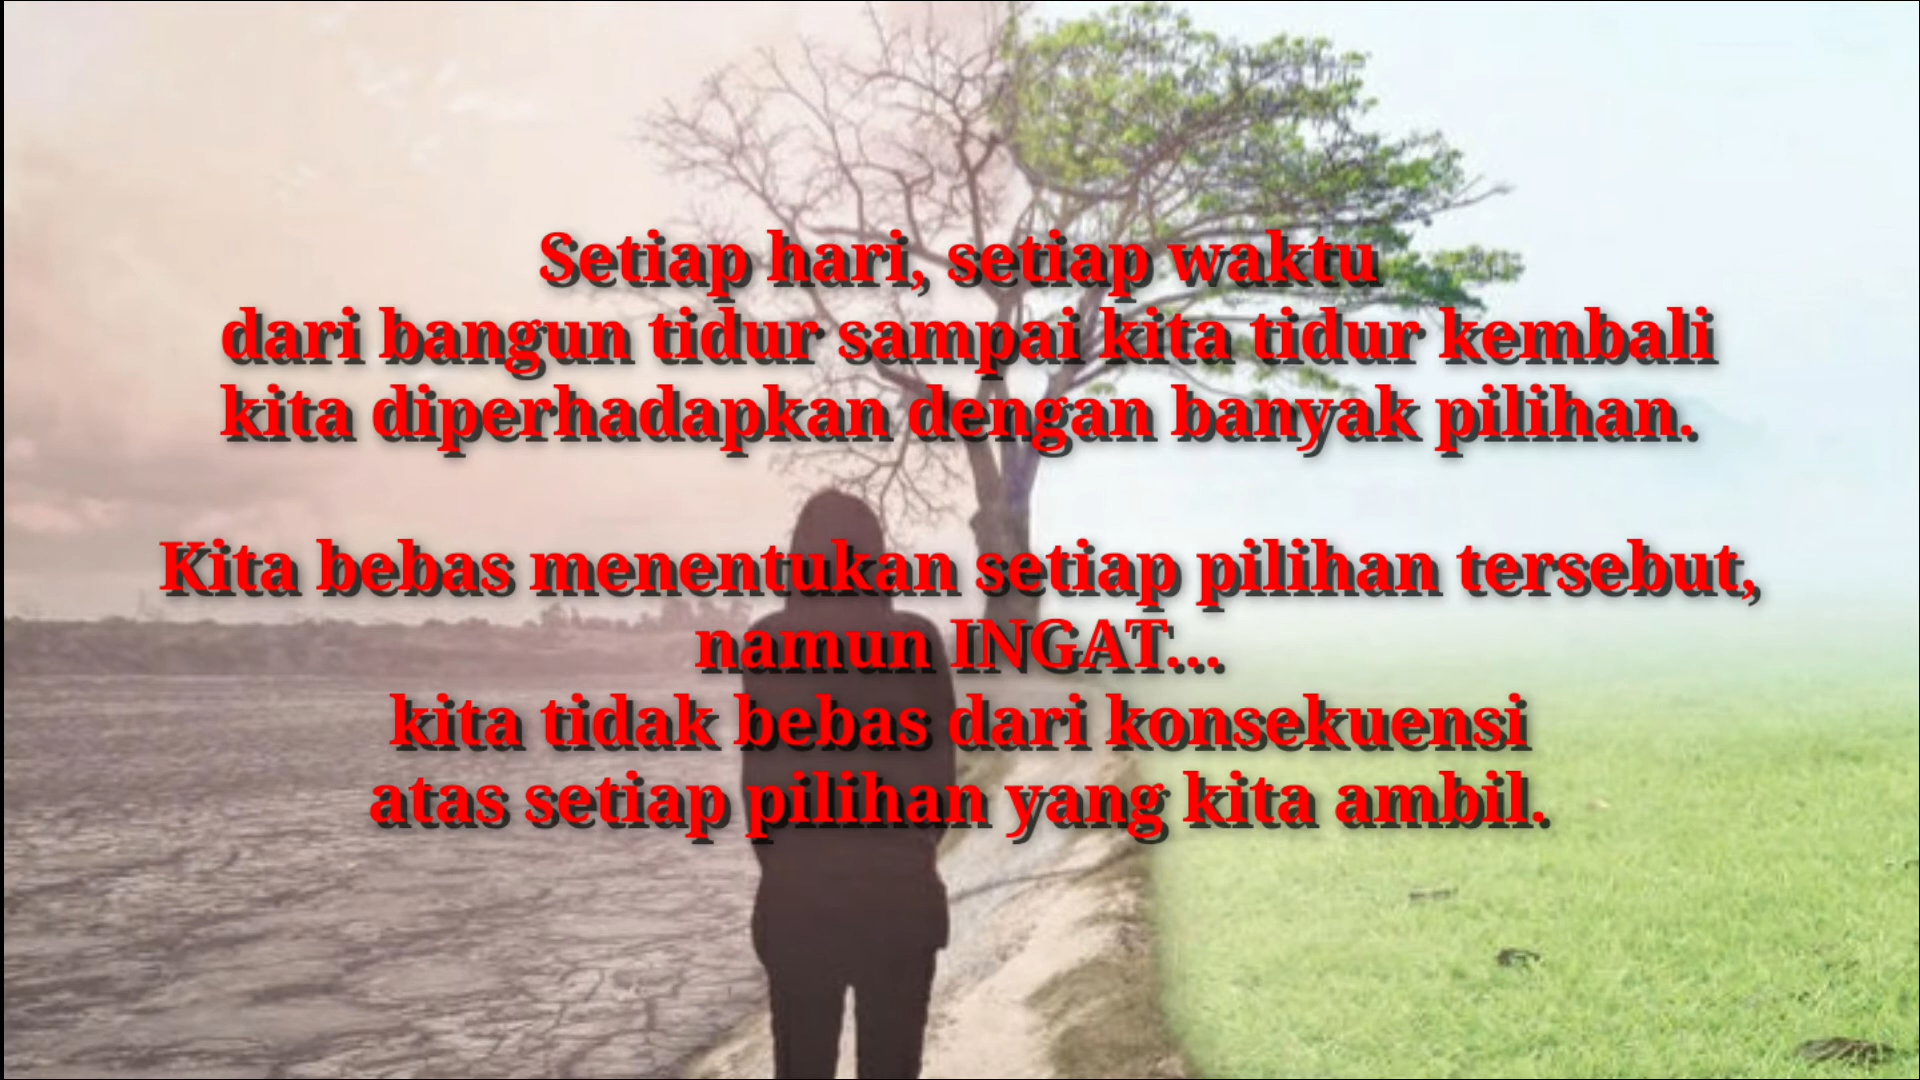 Setiap hari, setiap waktu
dari bangun tidur sampai kita tidur kembali
kita diperhadapkan dengan banyak pilihan.
Kita bebas menentukan setiap pilihan tersebut,
namun INGAT...
kita tidak bebas dari konsekuensi
atas setiap pilihan yang kita ambil.